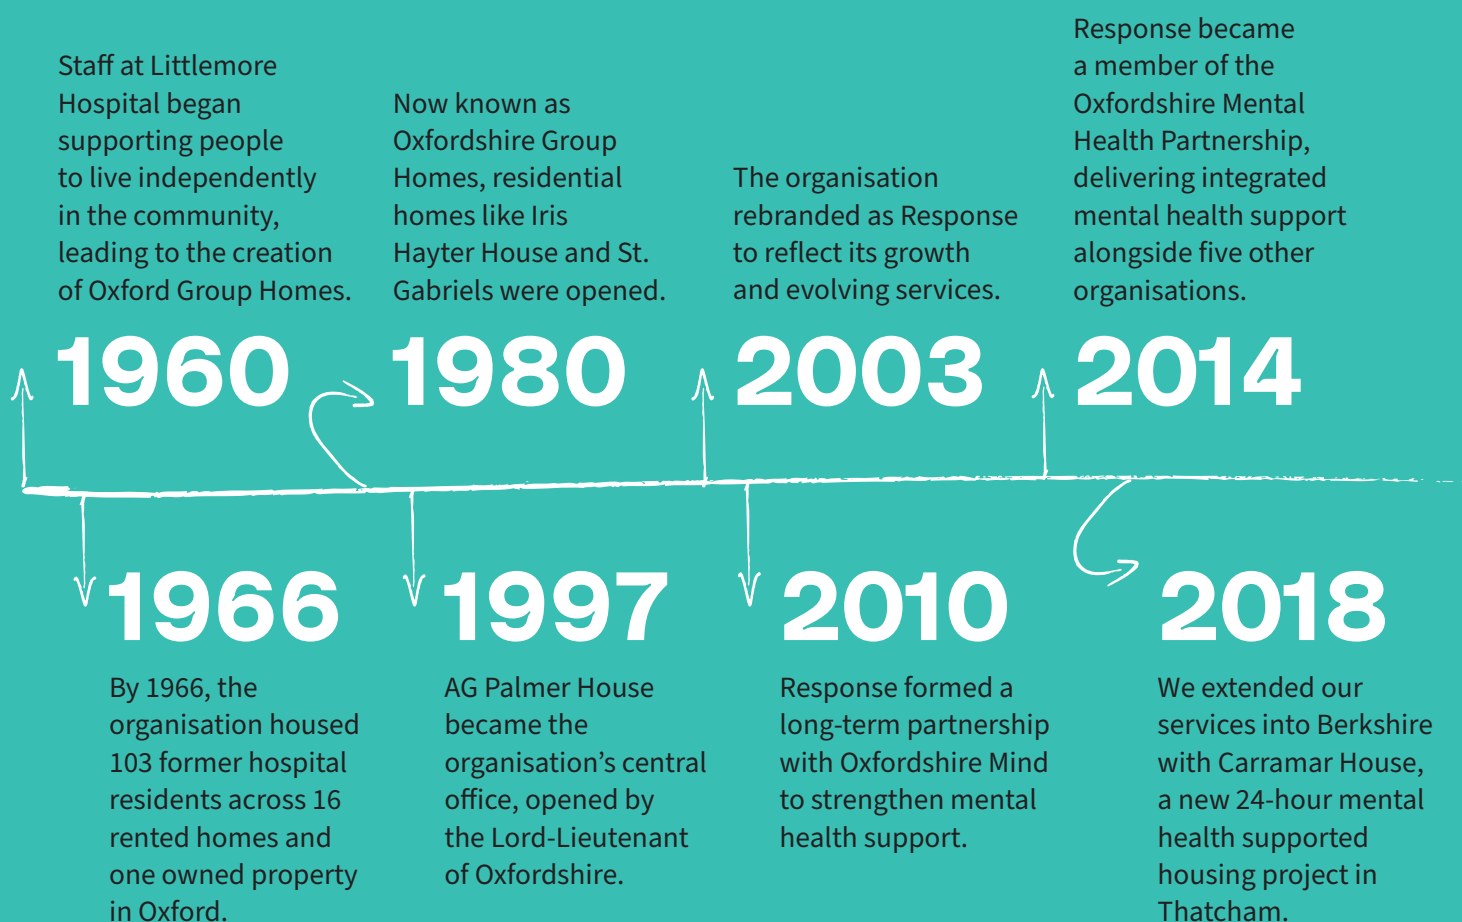 Staff at Littlemore
Hospital began
supporting people
to live independently
in the community,
leading to the creation
of Oxford Group Homes.
1960
By 1966, the
organisation housed
103 former hospital
residents across 16
rented homes and
one owned property
in Oxford.
1966
Now known as
Oxfordshire Group
Homes, residential
homes like Iris
Hayter House and St.
Gabriels were opened.
1980
1997
AG Palmer House
became the
organisation’s central
office, opened by
the Lord-Lieutenant
of Oxfordshire.
The organisation
rebranded as Response
to reflect its growth
and evolving services.
2003
2010
Response formed a
long-term partnership
with Oxfordshire Mind
to strengthen mental
health support.
Response became
a member of the
Oxfordshire Mental
Health Partnership,
delivering integrated
mental health support
alongside five other
organisations.
2014
2018
We extended our
services into Berkshire
with Carramar House,
a new 24-hour mental
health supported
housing project in
Thatcham.